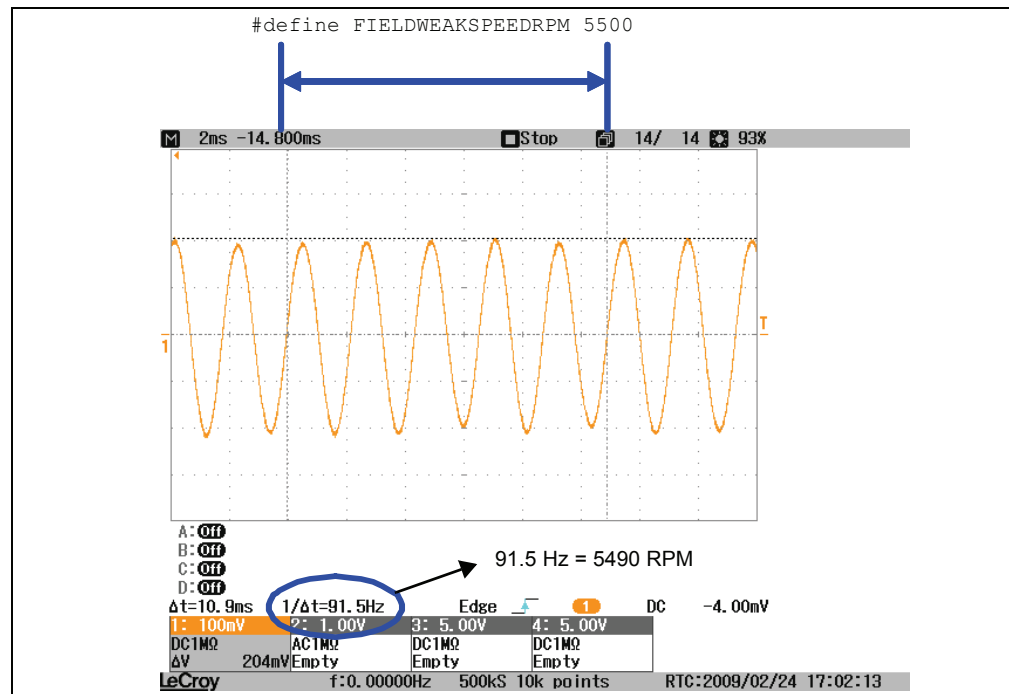 #define FIELDWEAKSPEEDRPM 5500
M 2ms -14.800ms Stop 14/ 14 93%
1
T
A:Off
B:Off
C:Off
D:Off
91.5 Hz = 5490 RPM
Δt=10.9ms 1/Δt=91.5Hz Edge 1 DC -4.00mV
1: 100mV 2: 1.00V 3: 5.00V 4: 5.00V
DC1MΩ AC1MΩ DC1MΩ DC1MΩ
ΔV 204mV Empty Empty Empty
LeCroy f:0.00000Hz 500kS 10k points RTC:2009/02/24 17:02:13